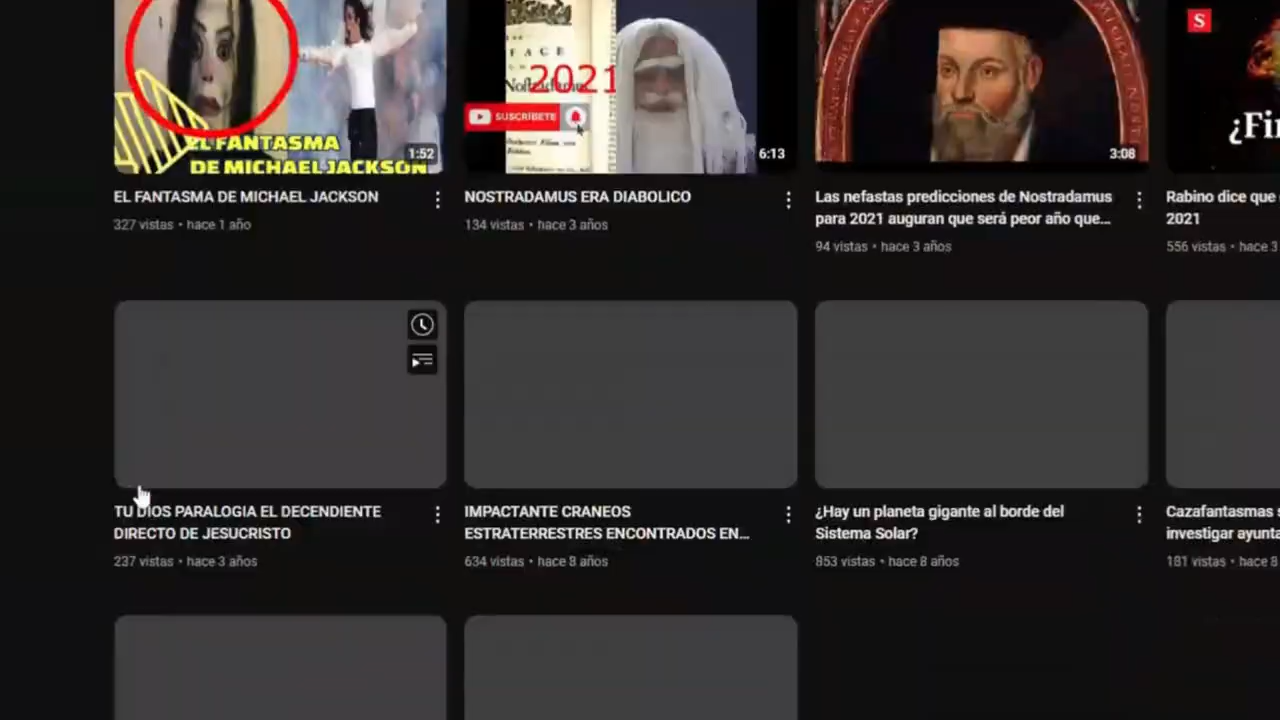 EL FANTASMA
DE MICHAEL JACKSON
1:52
FACE
2021
SUSCRÍBETE
6:13
3:08
S
¿Fi
EL FANTASMA DE MICHAEL JACKSON
327 vistas • hace 1 año
NOSTRADAMUS ERA DIABOLICO
134 vistas • hace 3 años
Las nefastas predicciones de Nostradamus
para 2021 auguran que será peor año que...
94 vistas • hace 3 años
Rabino dice que
2021
556 vistas • hace 3
TU DIOS PARALOGIA EL DECENDIENTE
DIRECTO DE JESUCRISTO
237 vistas • hace 3 años
IMPACTANTE CRANEOS
ESTRATERRESTRES ENCONTRADOS EN...
634 vistas • hace 8 años
¿Hay un planeta gigante al borde del
Sistema Solar?
853 vistas • hace 8 años
Cazafantasmas
investigar ayunta
181 vistas • hace 8